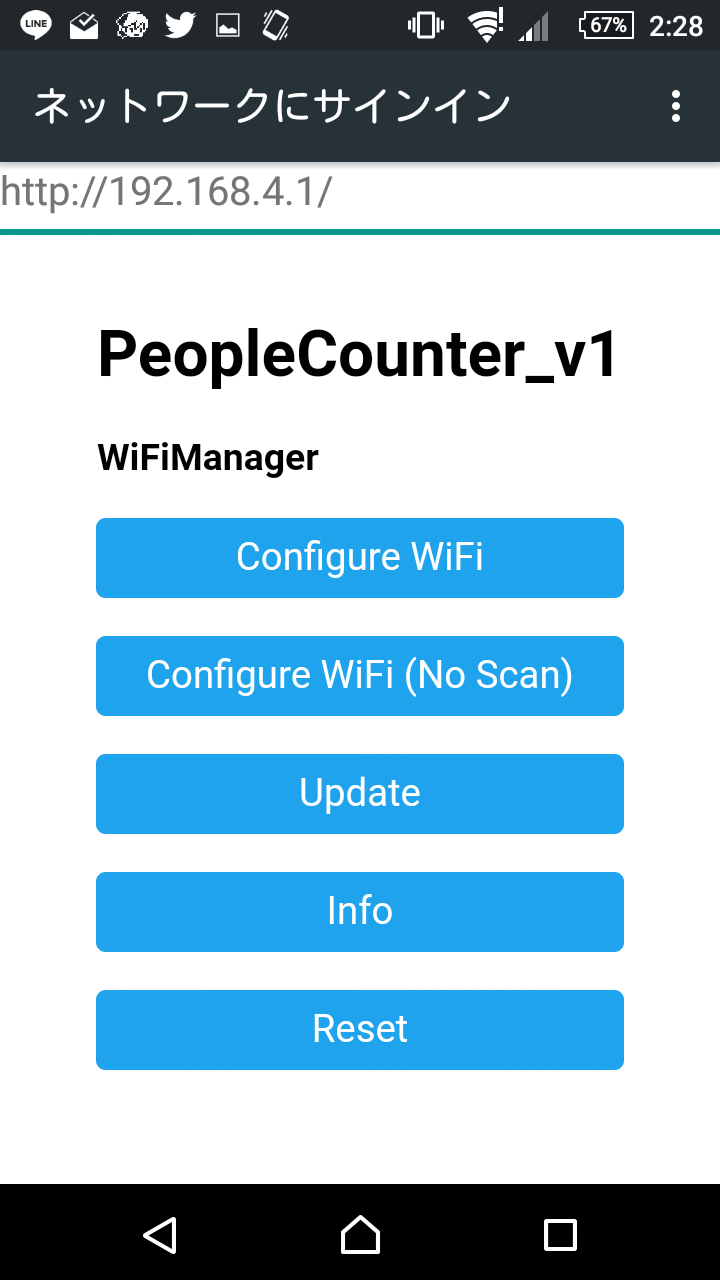 LINE
67%
2:28
ネットワークにサインイン
http://192.168.4.1/
PeopleCounter_v1
WiFiManager
Configure WiFi
Configure WiFi (No Scan)
Update
Info
Reset